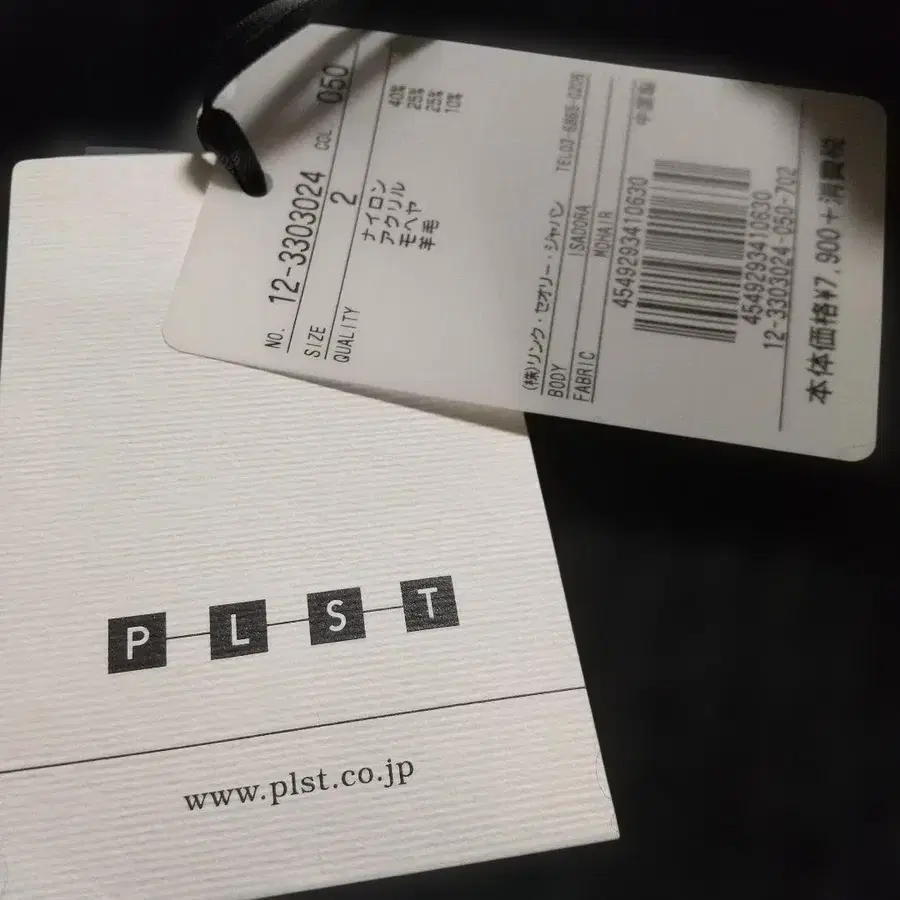 NO. 12-3303024 COL 050
SIZE 2
QUALITY
ナイロン 40%
アクリル 25%
モヘヤ 25%
羊毛 10%
(株)リンク・セオリー・ジャパン TEL03-6865-0206
BODY ISADORA
FABRIC MOHAIR
中国製
4549293410630
4549293410630
12-3303024-050-702
本体価格¥7,900+消費税
P L S T
www.plst.co.jp